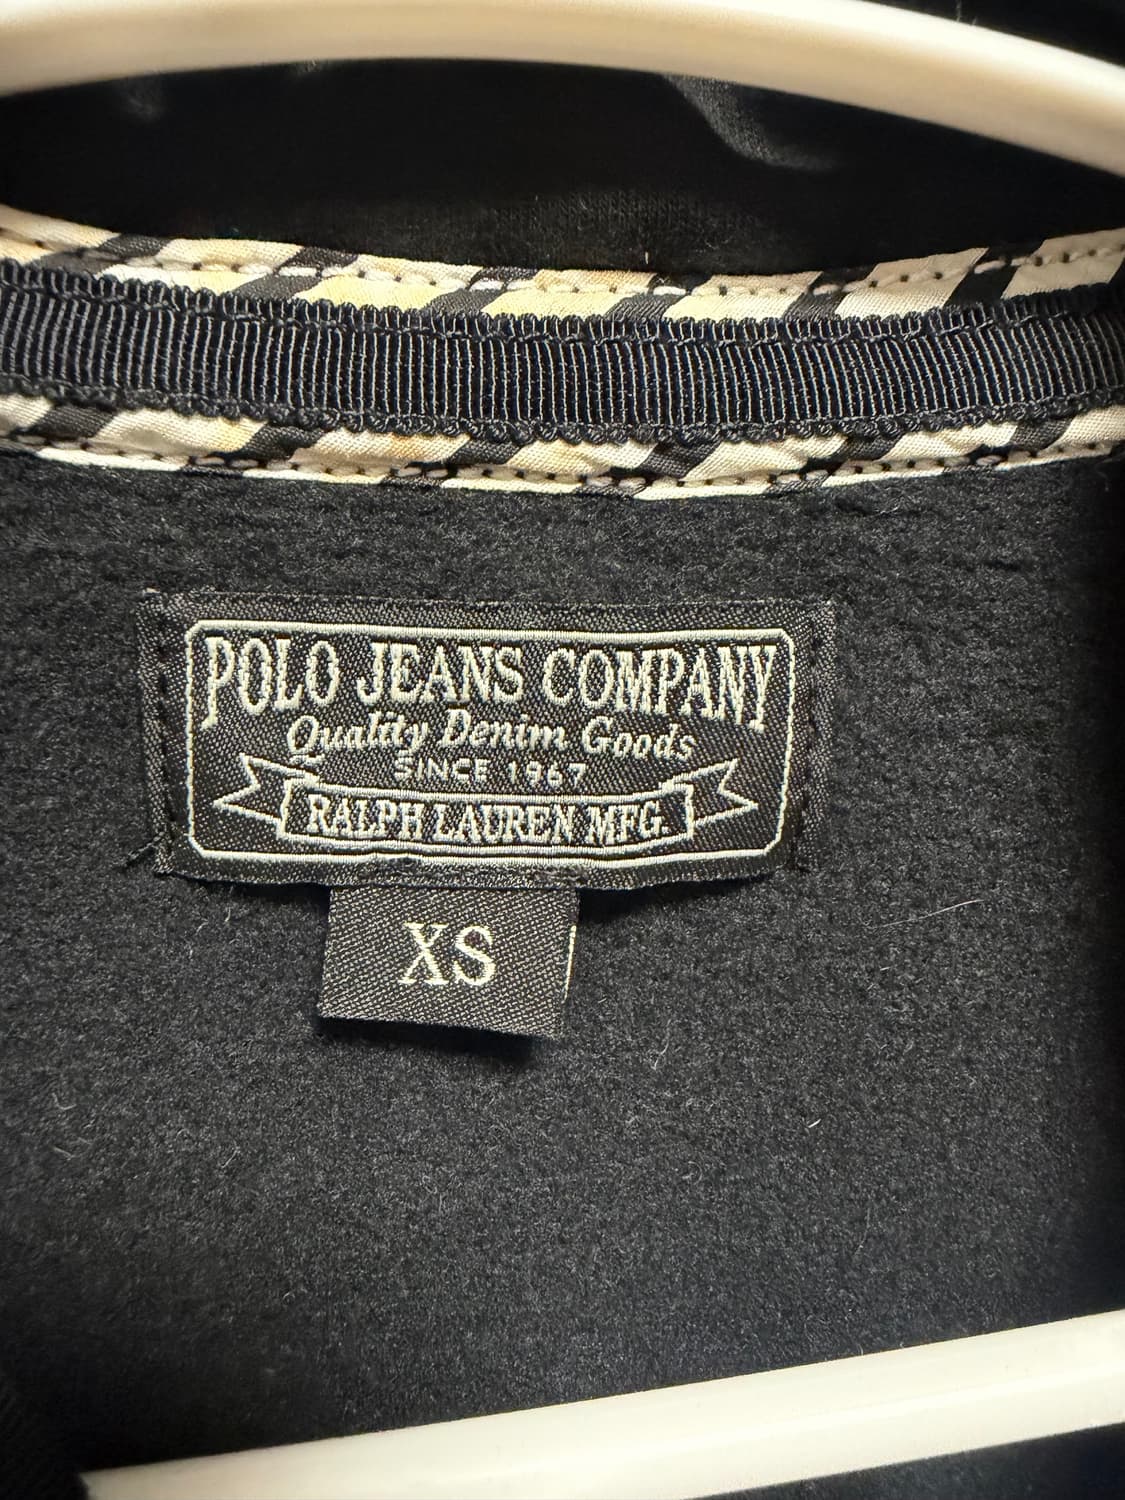 POLO JEANS COMPANY
Quality Denim Goods
SINCE 1967
RALPH LAUREN MFG.
XS